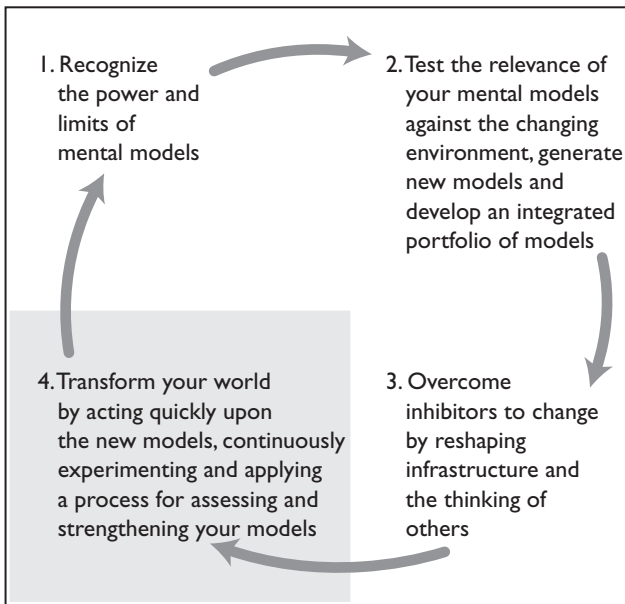 1. Recognize
the power and
limits of
mental models
2. Test the relevance of
your mental models
against the changing
environment, generate
new models and
develop an integrated
portfolio of models
3. Overcome
inhibitors to change
by reshaping
infrastructure and
the thinking of
others
4. Transform your world
by acting quickly upon
the new models, continuously
experimenting and applying
a process for assessing and
strengthening your models